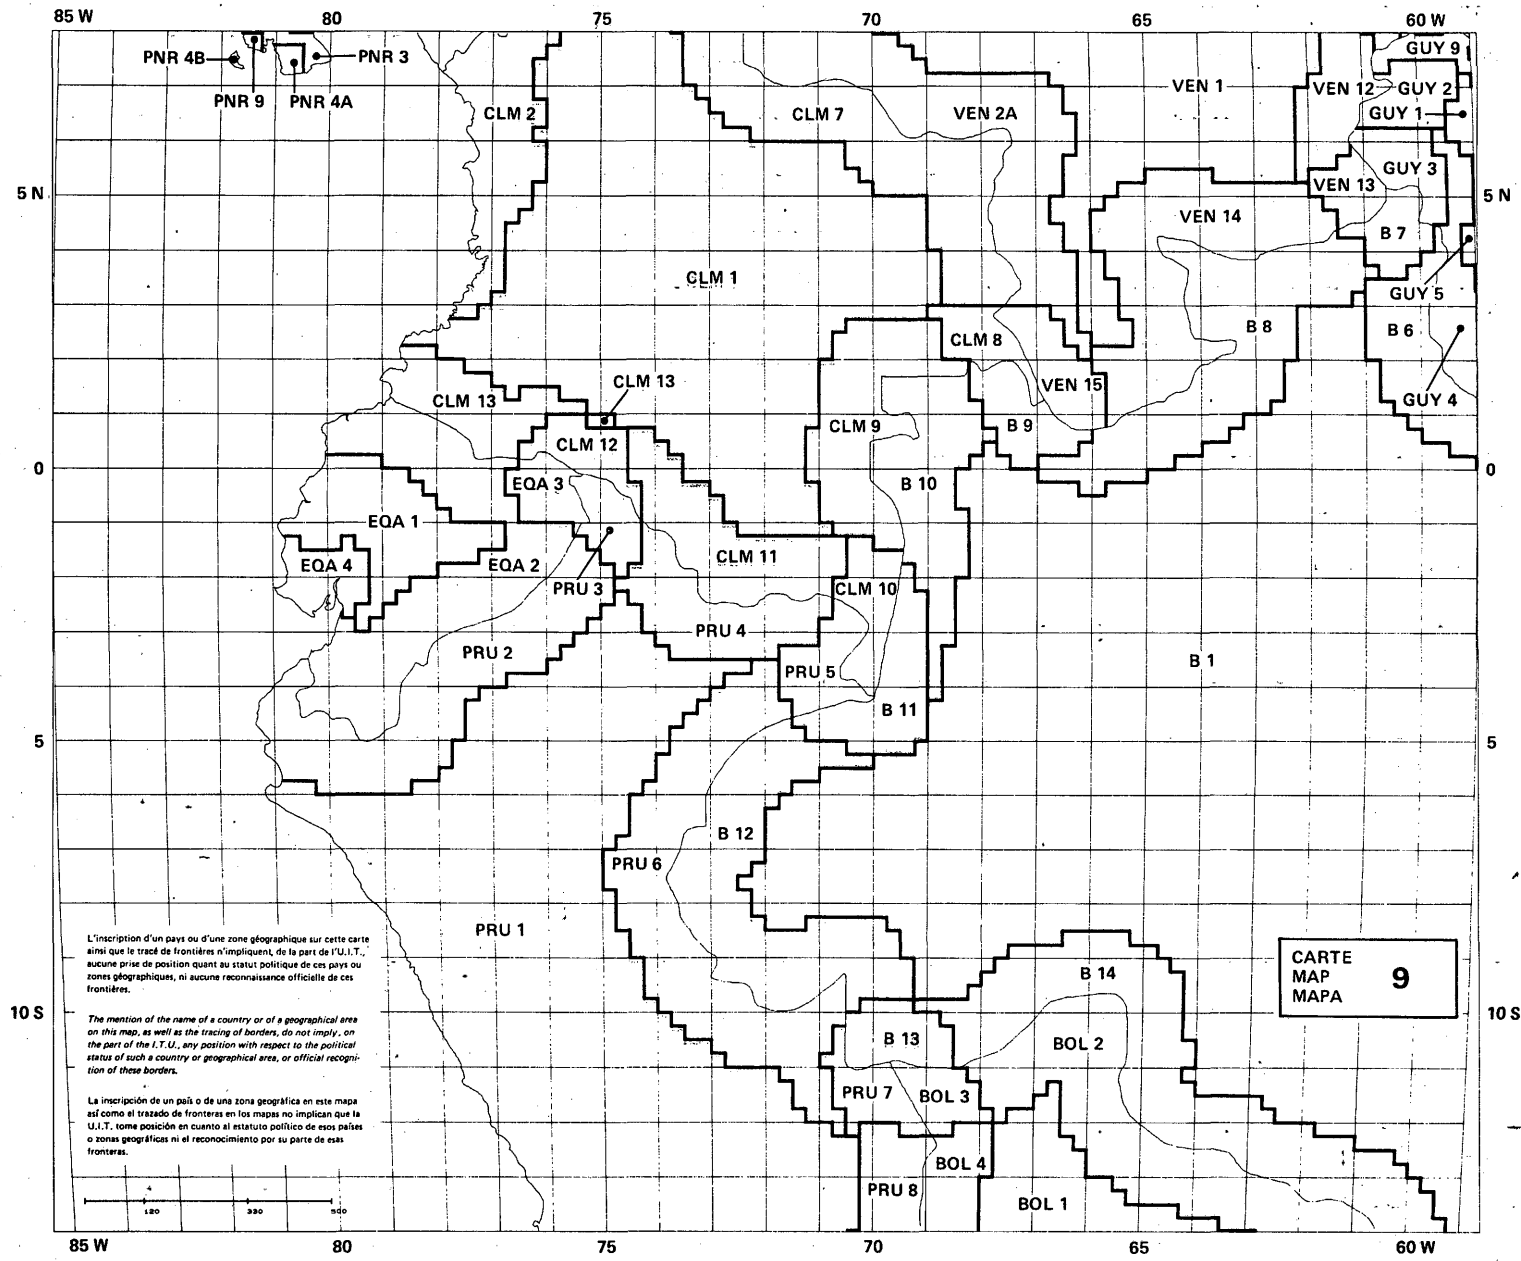 85 W 80 75 70 65 60 W
PNR 4B
PNR 3
PNR 9 PNR 4A
CLM 2
CLM 7
VEN 2A
VEN 1
VEN 12
GUY 9
GUY 2
GUY 1
GUY 3
5 N
VEN 13
5 N
VEN 14
B 7
CLM 1
GUY 5
CLM 8
B 8
B 6
CLM 13
CLM 13
VEN 15
GUY 4
CLM 9
B 9
CLM 12
0
EQA 3
B 10
0
EQA 1
EQA 4
EQA 2
CLM 11
PRU 3
CLM 10
PRU 4
PRU 2
PRU 5
B 1
B 11
5
5
B 12
PRU 6
PRU 1
L'inscription d'un pays ou d'une zone géographique sur cette carte
ainsi que le tracé de frontières n'impliquent, de la part de l'U.I.T.,
aucune prise de position quant au statut politique de ces pays ou
zones géographiques, ni aucune reconnaissance officielle de ces
frontières.
CARTE
MAP
MAPA
9
B 14
10 S
10 S
The mention of the name of a country or of a geographical area
on this map, as well as the tracing of borders, do not imply, on
the part of the I.T.U., any position with respect to the political
status of such a country or geographical area, or official recogni-
tion of these borders.
B 13
BOL 2
PRU 7
BOL 3
La inscripción de un país o de una zona geográfica en este mapa
así como el trazado de fronteras en los mapas no implican que la
U.I.T. tome posición en cuanto al estatuto político de esos países
o zonas geográficas ni el reconocimiento por su parte de esas
fronteras.
BOL 4
PRU 8
BOL 1
120 330 500
85 W 80 75 70 65 60 W